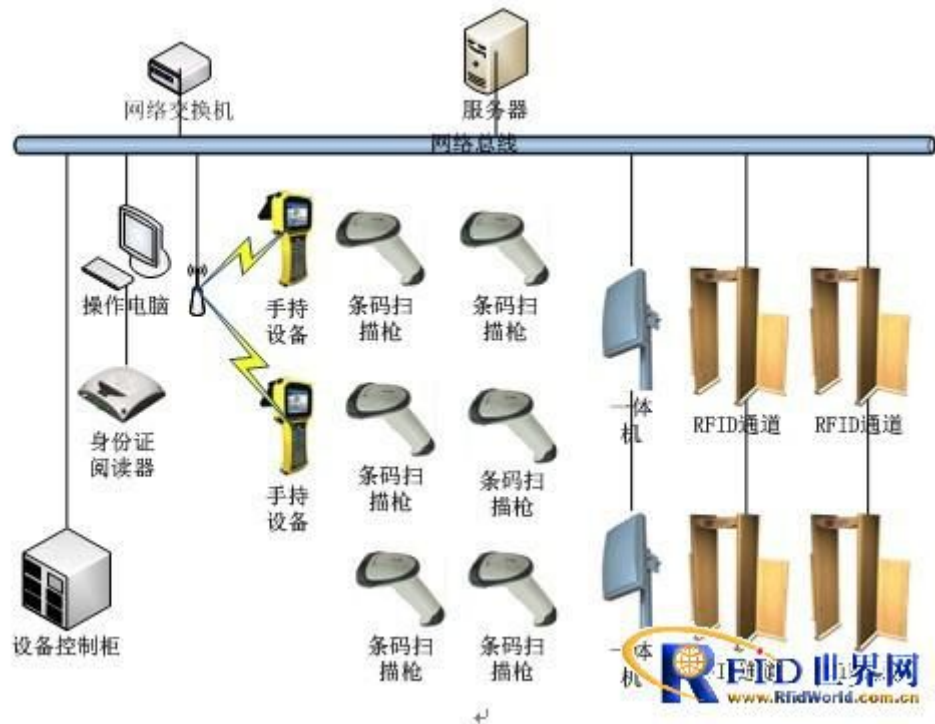 网络交换机
服务器
网络总线
操作电脑
手持
设备
条码扫
描枪
条码扫
描枪
一体
机
RFID通道
RFID通道
身份证
阅读器
手持
设备
条码扫
描枪
条码扫
描枪
设备控制柜
条码扫
描枪
条码扫
描枪
一体
机
RFID 世界网
www.RfidWorld.com.cn